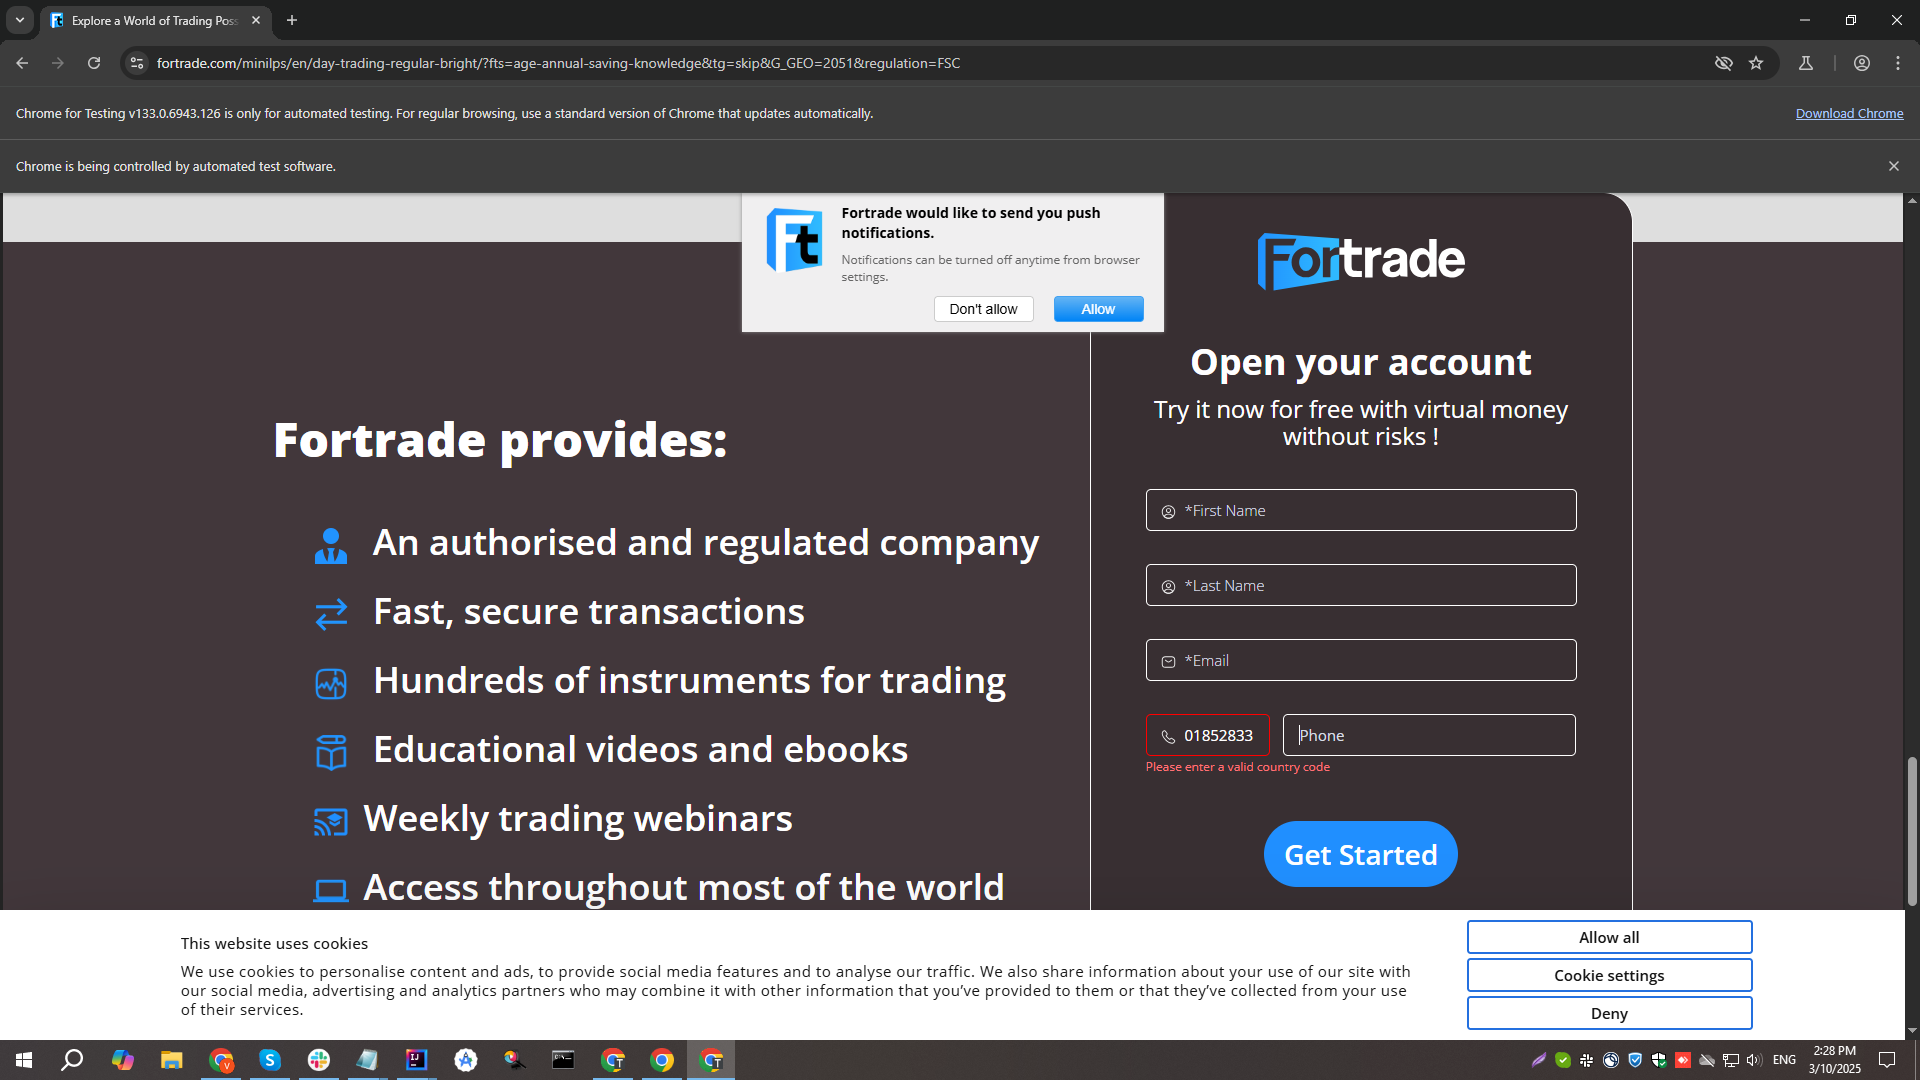 Explore a World of Trading Pos
fortrade.com/minilps/en/day-trading-regular-bright/?fts=age-annual-saving-knowledge&tg=skip&G_GEO=2051&regulation=FSC
Chrome for Testing v133.0.6943.126 is only for automated testing. For regular browsing, use a standard version of Chrome that updates automatically.
Download Chrome
Chrome is being controlled by automated test software.
Ft
Fortrade would like to send you push
notifications.
Notifications can be turned off anytime from browser
settings.
Don't allow
Allow
Fortrade provides:
An authorised and regulated company
Fast, secure transactions
Hundreds of instruments for trading
Educational videos and ebooks
Weekly trading webinars
Access throughout most of the world
Fortrade
Open your account
Try it now for free with virtual money
without risks !
*First Name
*Last Name
*Email
01852833
Phone
Please enter a valid country code
Get Started
This website uses cookies
We use cookies to personalise content and ads, to provide social media features and to analyse our traffic. We also share information about your use of our site with
our social media, advertising and analytics partners who may combine it with other information that you've provided to them or that they've collected from your use
of their services.
Allow all
Cookie settings
Deny
ENG
2:28 PM
3/10/2025